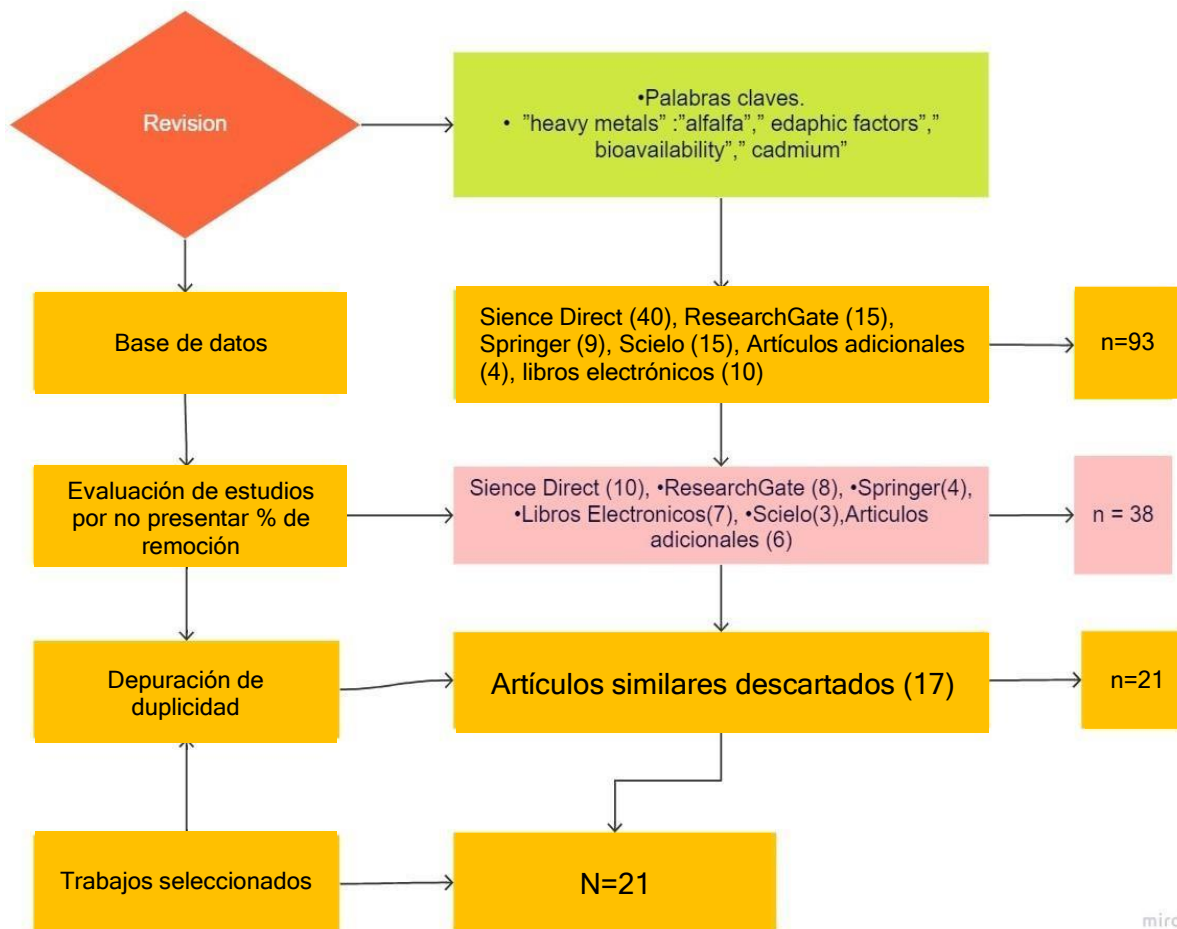 Revision
•Palabras claves.
• ”heavy metals” :”alfalfa”,” edaphic factors”,”
bioavailability”,” cadmium”
Base de datos
Sience Direct (40), ResearchGate (15),
Springer (9), Scielo (15), Artículos adicionales
(4), libros electrónicos (10)
n=93
Evaluación de estudios
por no presentar % de
remoción
Sience Direct (10), •ResearchGate (8), •Springer(4),
•Libros Electronicos(7), •Scielo(3),Articulos
adicionales (6)
n = 38
Depuración de
duplicidad
Artículos similares descartados (17)
n=21
Trabajos seleccionados
N=21